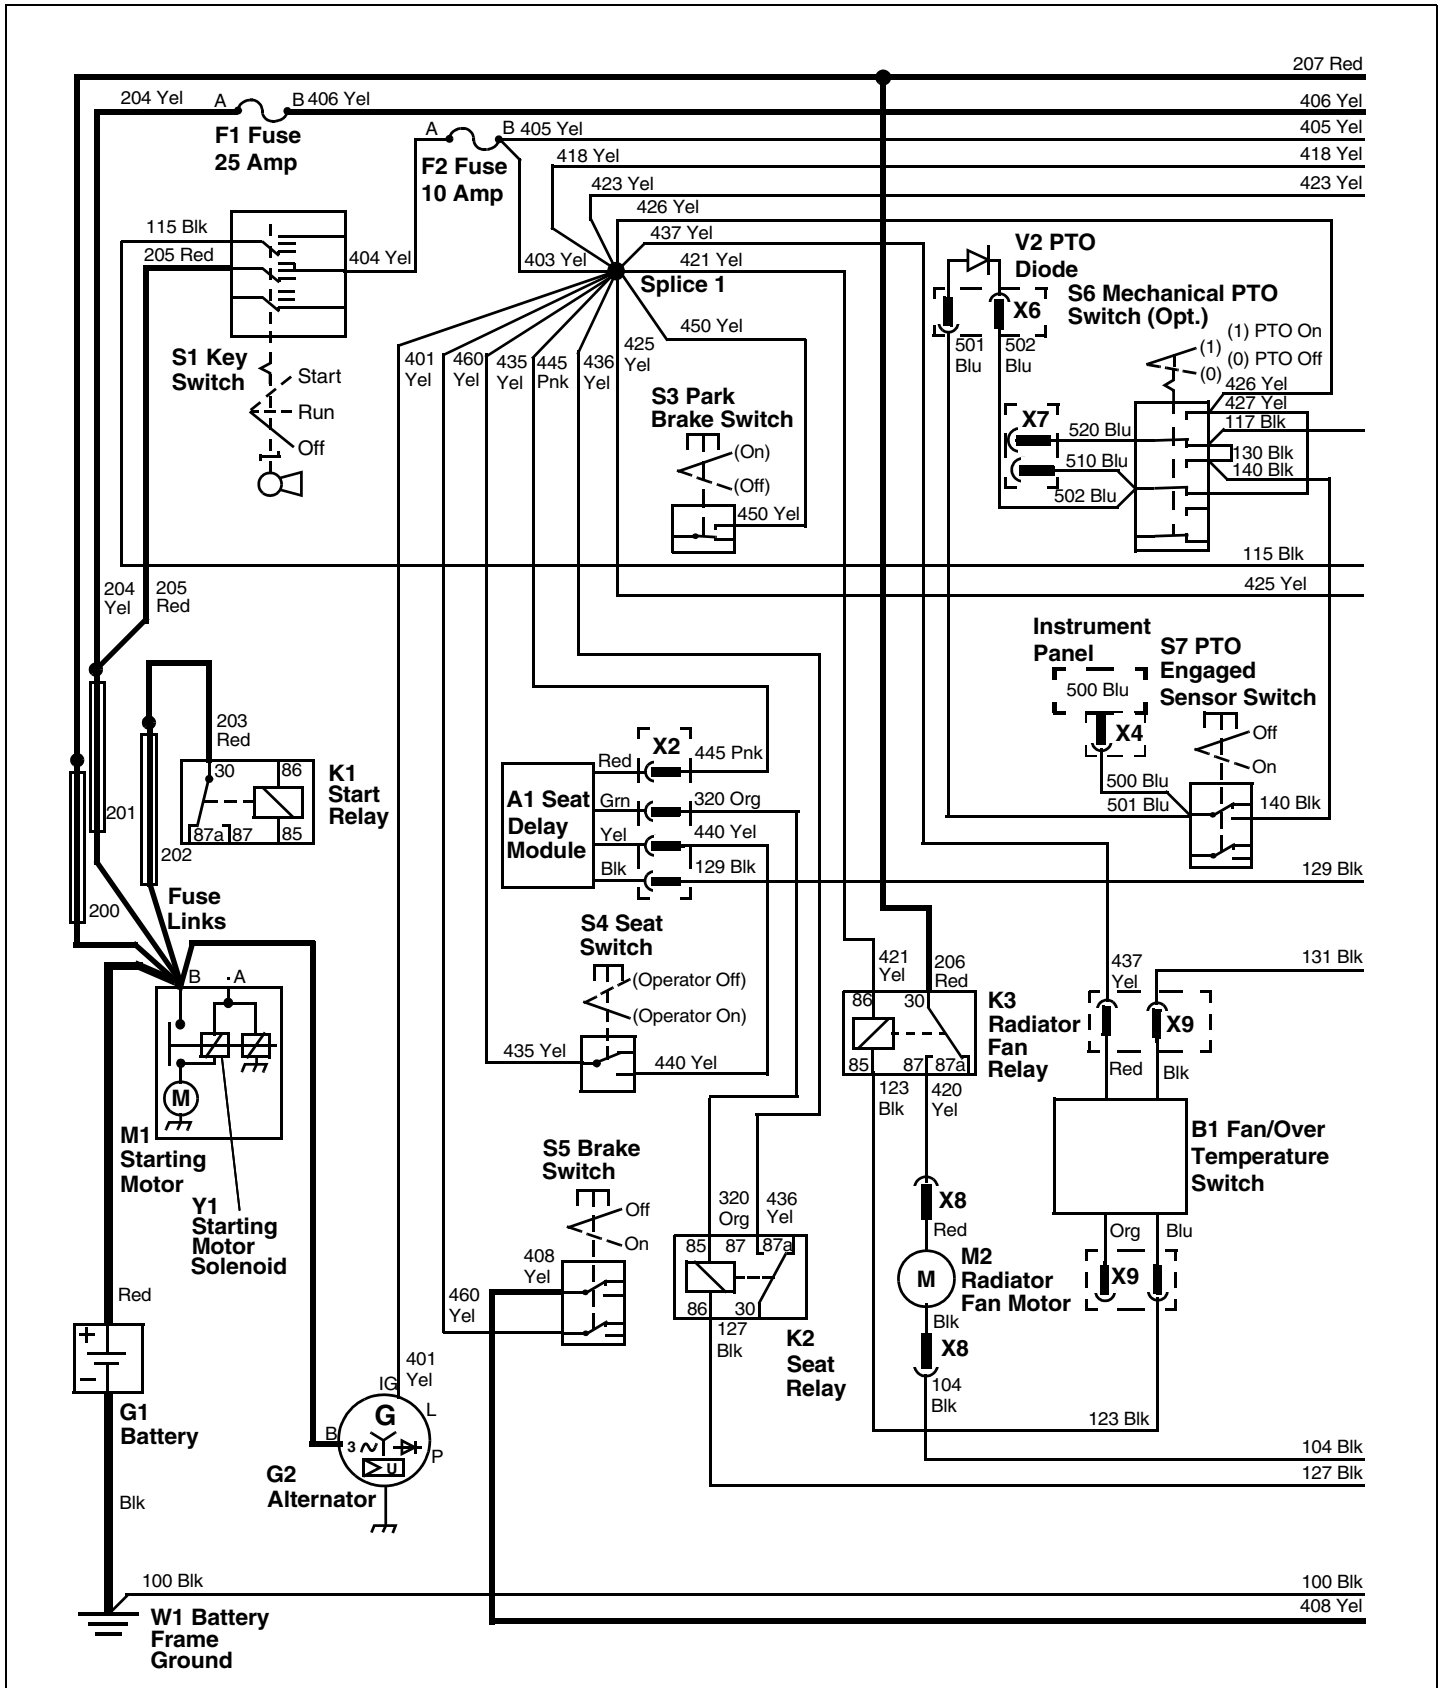 207 Red
204 Yel
A
B
406 Yel
406 Yel
F1 Fuse
25 Amp
A
B
405 Yel
405 Yel
F2 Fuse
10 Amp
418 Yel
418 Yel
423 Yel
423 Yel
426 Yel
437 Yel
115 Blk
205 Red
404 Yel
403 Yel
421 Yel
Splice 1
V2 PTO
Diode
X6
S6 Mechanical PTO
Switch (Opt.)
(1) PTO On
(1)
(0) PTO Off
(0)
450 Yel
501
Blu
502
Blu
S1 Key
Switch
Start
Run
Off
401
Yel
460
Yel
435
Yel
445
Pnk
436
Yel
425
Yel
S3 Park
Brake Switch
(On)
(Off)
450 Yel
426 Yel
427 Yel
117 Blk
130 Blk
140 Blk
X7
520 Blu
510 Blu
502 Blu
115 Blk
425 Yel
204
Yel
205
Red
Instrument
Panel
500 Blu
X4
S7 PTO
Engaged
Sensor Switch
Off
On
500 Blu
501 Blu
140 Blk
203
Red
30
86
87a
87
85
K1
Start
Relay
201
202
200
Fuse
Links
X2
A1 Seat
Delay
Module
Red
445 Pnk
Grn
320 Org
Yel
440 Yel
Blk
129 Blk
129 Blk
S4 Seat
Switch
(Operator Off)
(Operator On)
435 Yel
440 Yel
B
A
M
M1
Starting
Motor
Y1
Starting
Motor
Solenoid
421
Yel
206
Red
86
30
85
87
87a
K3
Radiator
Fan
Relay
123
Blk
420
Yel
437
Yel
131 Blk
X9
Red
Blk
B1 Fan/Over
Temperature
Switch
Org
Blu
X9
S5 Brake
Switch
Off
On
408
Yel
460
Yel
320
Org
436
Yel
85
87
87a
86
30
127
Blk
K2
Seat
Relay
X8
Red
M
M2
Radiator
Fan Motor
Blk
X8
104
Blk
123 Blk
104 Blk
127 Blk
Red
+
−
G1
Battery
Blk
401
Yel
IG
L
G
B
3
P
U
G2
Alternator
100 Blk
100 Blk
408 Yel
W1 Battery
Frame
Ground